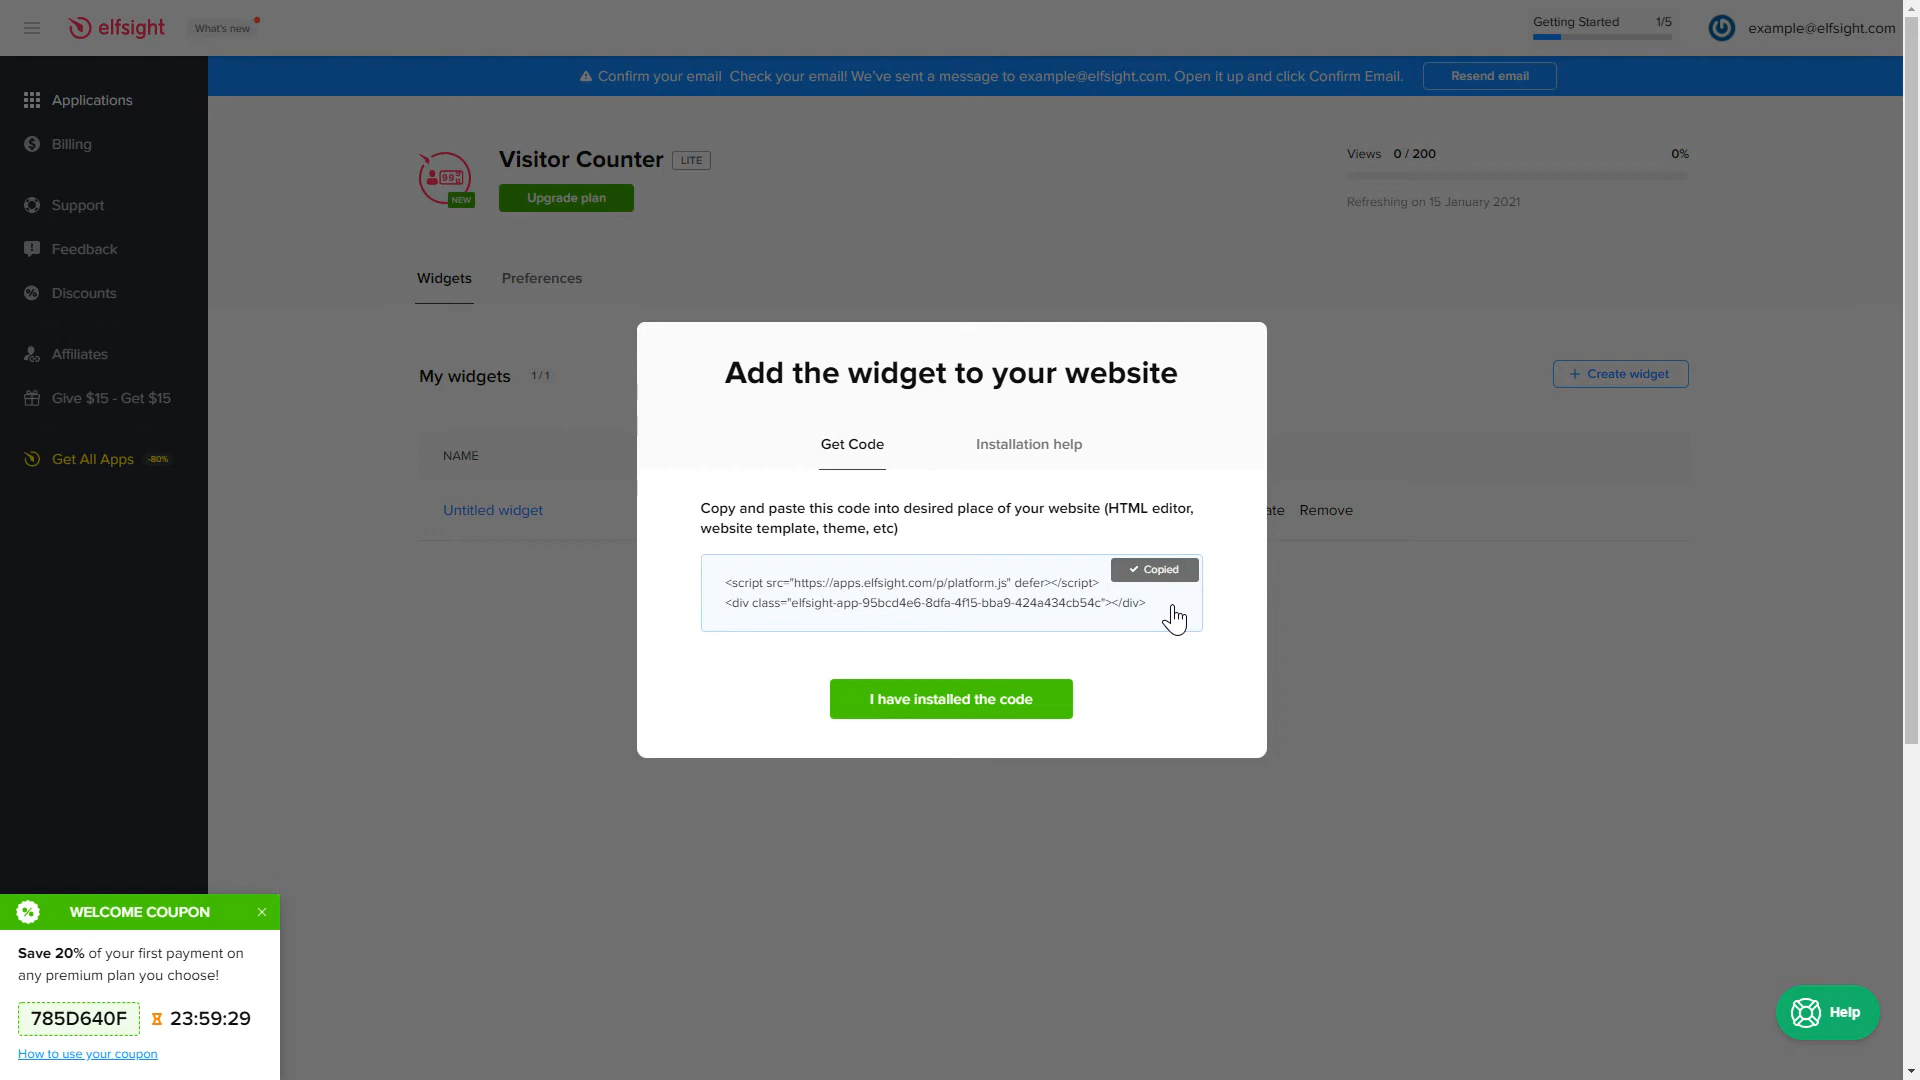 elfsight
What's new
Getting Started 1/5
example@elfsight.com
Confirm your email Check your email! We've sent a message to example@elfsight.com. Open it up and click Confirm Email.
Resend email
Applications
Billing
Support
Feedback
Discounts
Affiliates
Give $15 - Get $15
Get All Apps -80%
99
NEW
Visitor Counter LITE
Upgrade plan
Views 0 / 200 0%
Refreshing on 15 January 2021
Widgets Preferences
My widgets 1 / 1
Create widget
NAME
Untitled widget
ate Remove
Add the widget to your website
Get Code Installation help
Copy and paste this code into desired place of your website (HTML editor,
website template, theme, etc)
Copied
<script src="https://apps.elfsight.com/p/platform.js" defer></script>
<div class="elfsight-app-95bcd4e6-8dfa-4f15-bba9-424a434cb54c"></div>
I have installed the code
WELCOME COUPON
Save 20% of your first payment on
any premium plan you choose!
785D640F 23:59:29
How to use your coupon
Help